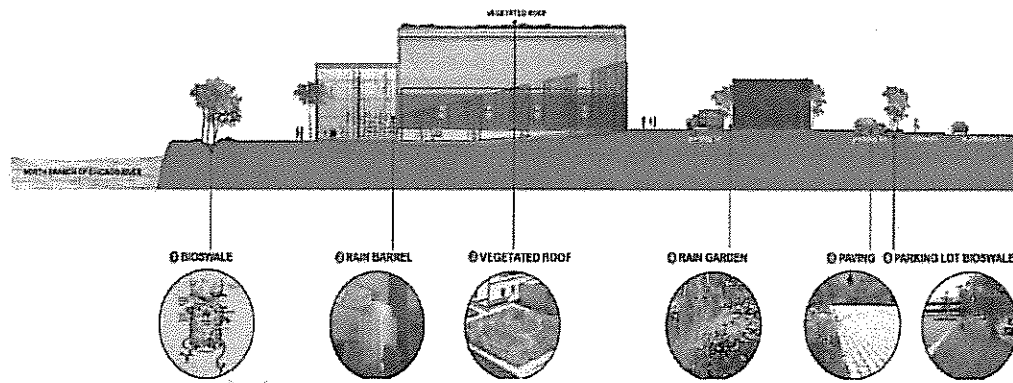 VEGETATED ROOF
NORTH BRANCH OF CHICAGO RIVER
BIOSWALE
RAIN BARREL
VEGETATED ROOF
RAIN GARDEN
PAVING
PARKING LOT BIOSWALE